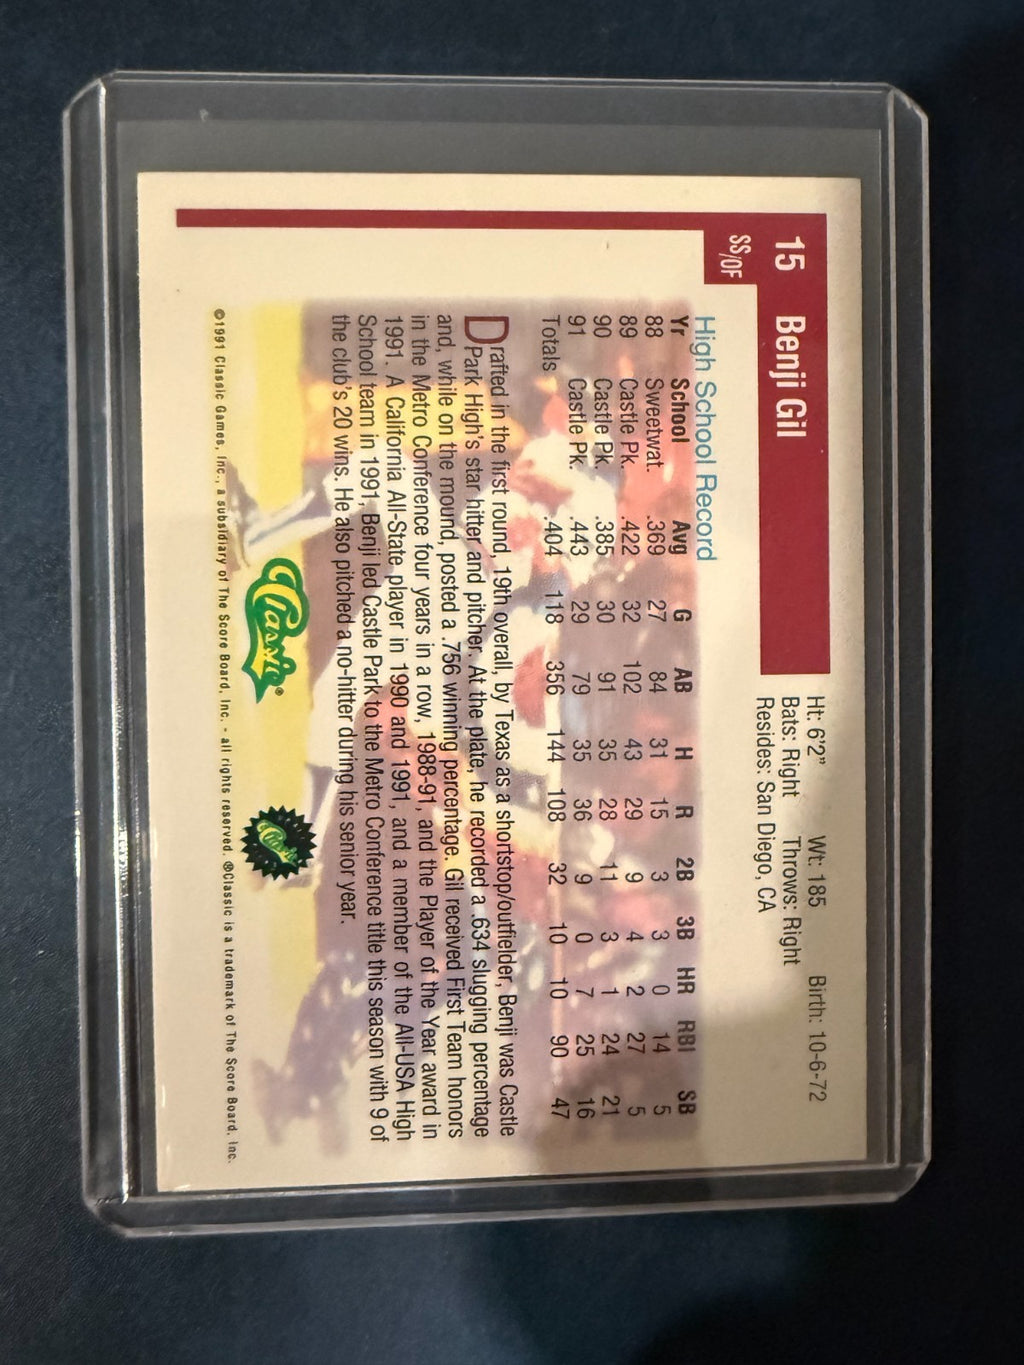 15 Benji Gil
SS/OF
Ht: 6'2" Wt: 185 Birth: 10-6-72
Bats: Right Throws: Right
Resides: San Diego, CA
High School Record
Yr School Avg G AB H R 2B 3B HR RBI SB
88 Sweetwat. .369 27 84 31 15 3 3 0 14 5
89 Castle Pk. .422 32 102 43 29 9 4 2 27 5
90 Castle Pk. .385 30 91 35 28 11 3 1 24 21
91 Castle Pk. .443 29 79 35 36 9 0 7 25 16
Totals .404 118 356 144 108 32 10 10 90 47
Drafted in the first round, 19th overall, by Texas as a shortstop/outfielder, Benji was Castle
Park High's star hitter and pitcher. At the plate, he recorded a .634 slugging percentage
and, while on the mound, posted a .756 winning percentage. Gil received First Team honors
in the Metro Conference four years in a row, 1988-91, and the Player of the Year award in
1991. A California All-State player in 1990 and 1991, and a member of the All-USA High
School team in 1991, Benji led Castle Park to the Metro Conference title this season with 9 of
the club's 20 wins. He also pitched a no-hitter during his senior year.
Classic®
Classic
©1991 Classic Games, Inc., a subsidiary of The Score Board, Inc. - all rights reserved. ®Classic is a trademark of The Score Board, Inc.